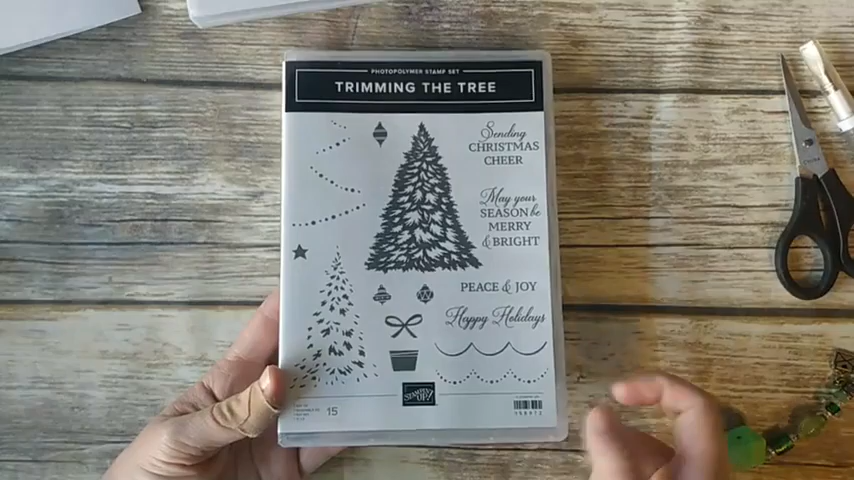 PHOTOPOLYMER STAMP SET
TRIMMING THE TREE
Sending
CHRISTMAS
CHEER
May your
SEASON be
MERRY
& BRIGHT
PEACE & JOY
Happy Holidays
STAMPIN' UP!
15